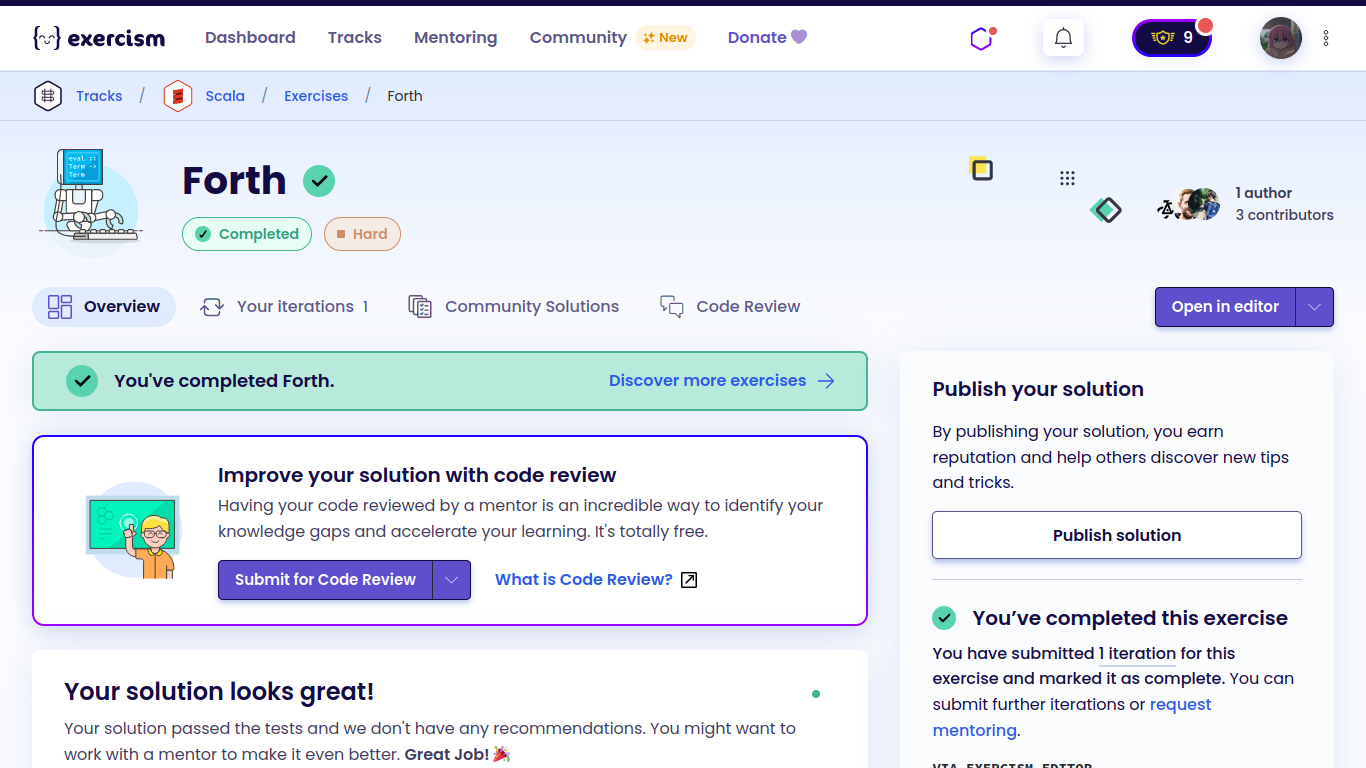 exercism
Dashboard
Tracks
Mentoring
Community
New
Donate
9
Tracks / Scala / Exercises / Forth
eval ::
Term ->
Term
Forth
Completed
Hard
1 author
3 contributors
Overview
Your iterations 1
Community Solutions
Code Review
Open in editor
You've completed Forth.
Discover more exercises
Improve your solution with code review
Having your code reviewed by a mentor is an incredible way to identify your
knowledge gaps and accelerate your learning. It's totally free.
Submit for Code Review
What is Code Review?
Your solution looks great!
Your solution passed the tests and we don't have any recommendations. You might want to
work with a mentor to make it even better. Great Job! 🎉
Publish your solution
By publishing your solution, you earn
reputation and help others discover new tips
and tricks.
Publish solution
You’ve completed this exercise
You have submitted 1 iteration for this
exercise and marked it as complete. You can
submit further iterations or request
mentoring.
VIA EXERCISM EDITOR